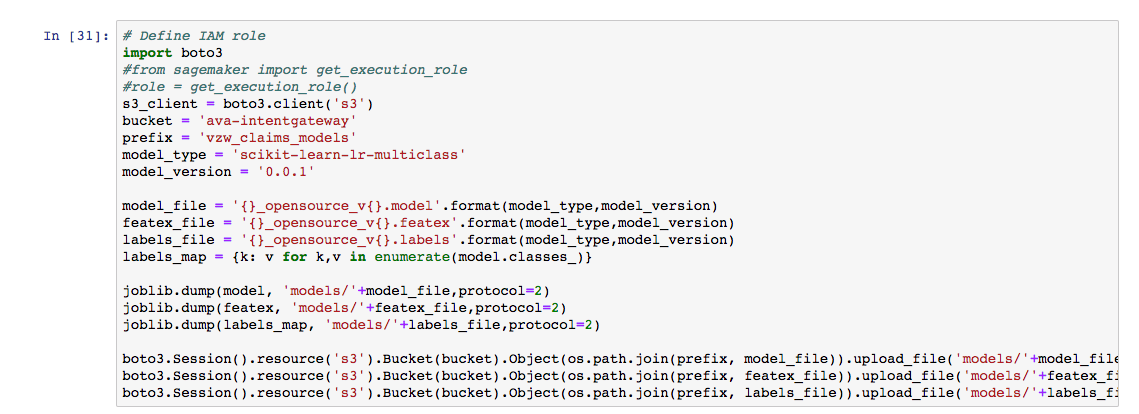 In [31]: # Define IAM role
import boto3
#from sagemaker import get_execution_role
#role = get_execution_role()
s3_client = boto3.client('s3')
bucket = 'ava-intentgateway'
prefix = 'vzw_claims_models'
model_type = 'scikit-learn-lr-multiclass'
model_version = '0.0.1'
model_file = '{}_opensource_v{}.model'.format(model_type,model_version)
featex_file = '{}_opensource_v{}.featex'.format(model_type,model_version)
labels_file = '{}_opensource_v{}.labels'.format(model_type,model_version)
labels_map = {k: v for k,v in enumerate(model.classes_)}
joblib.dump(model, 'models/'+model_file,protocol=2)
joblib.dump(featex, 'models/'+featex_file,protocol=2)
joblib.dump(labels_map, 'models/'+labels_file,protocol=2)
boto3.Session().resource('s3').Bucket(bucket).Object(os.path.join(prefix, model_file)).upload_file('models/'+model_file
boto3.Session().resource('s3').Bucket(bucket).Object(os.path.join(prefix, featex_file)).upload_file('models/'+featex_fi
boto3.Session().resource('s3').Bucket(bucket).Object(os.path.join(prefix, labels_file)).upload_file('models/'+labels_fi